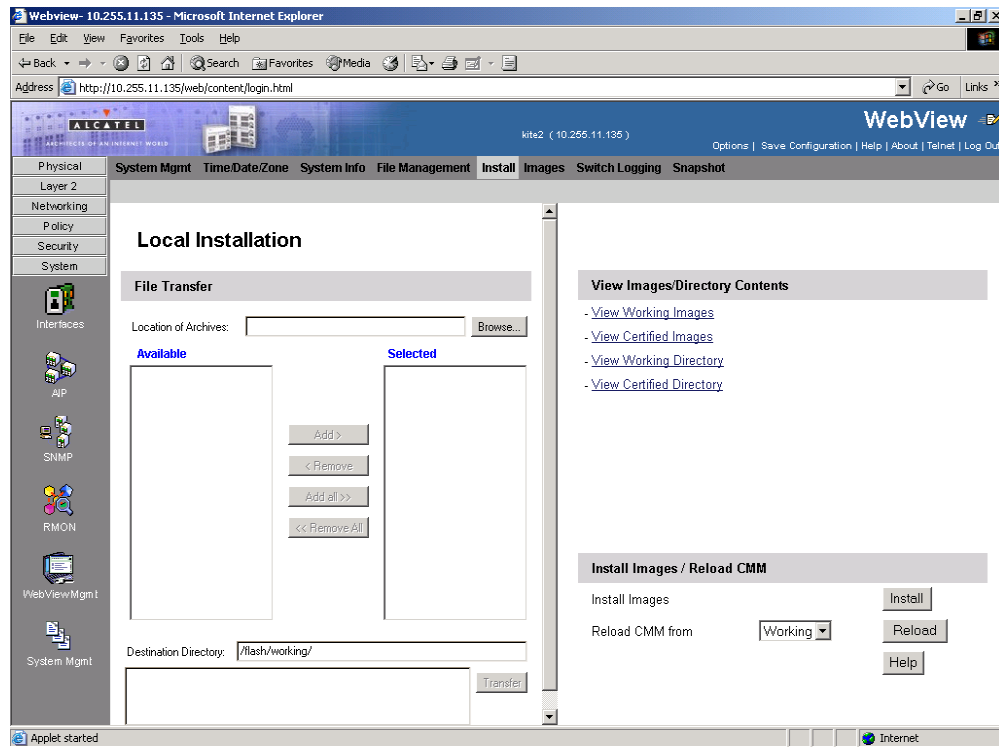 Webview- 10.255.11.135 - Microsoft Internet Explorer
File Edit View Favorites Tools Help
Back Search Favorites Media
Address http://10.255.11.135/web/content/login.html Go Links
ALCATEL
ARCHITECTS OF AN INTERNET WORLD
kite2 ( 10.255.11.135 )
WebView
Options | Save Configuration | Help | About | Telnet | Log Out
Physical
Layer 2
Networking
Policy
Security
System
Interfaces
AIP
SNMP
RMON
WebViewMgmt
System Mgmt
System Mgmt Time/Date/Zone System Info File Management Install Images Switch Logging Snapshot
Local Installation
File Transfer
Location of Archives: Browse...
Available Selected
Add >
< Remove
Add all >>
<< Remove All
Destination Directory: /flash/working/
Transfer
View Images/Directory Contents
- View Working Images
- View Certified Images
- View Working Directory
- View Certified Directory
Install Images / Reload CMM
Install Images Install
Reload CMM from Working Reload
Help
Applet started Internet